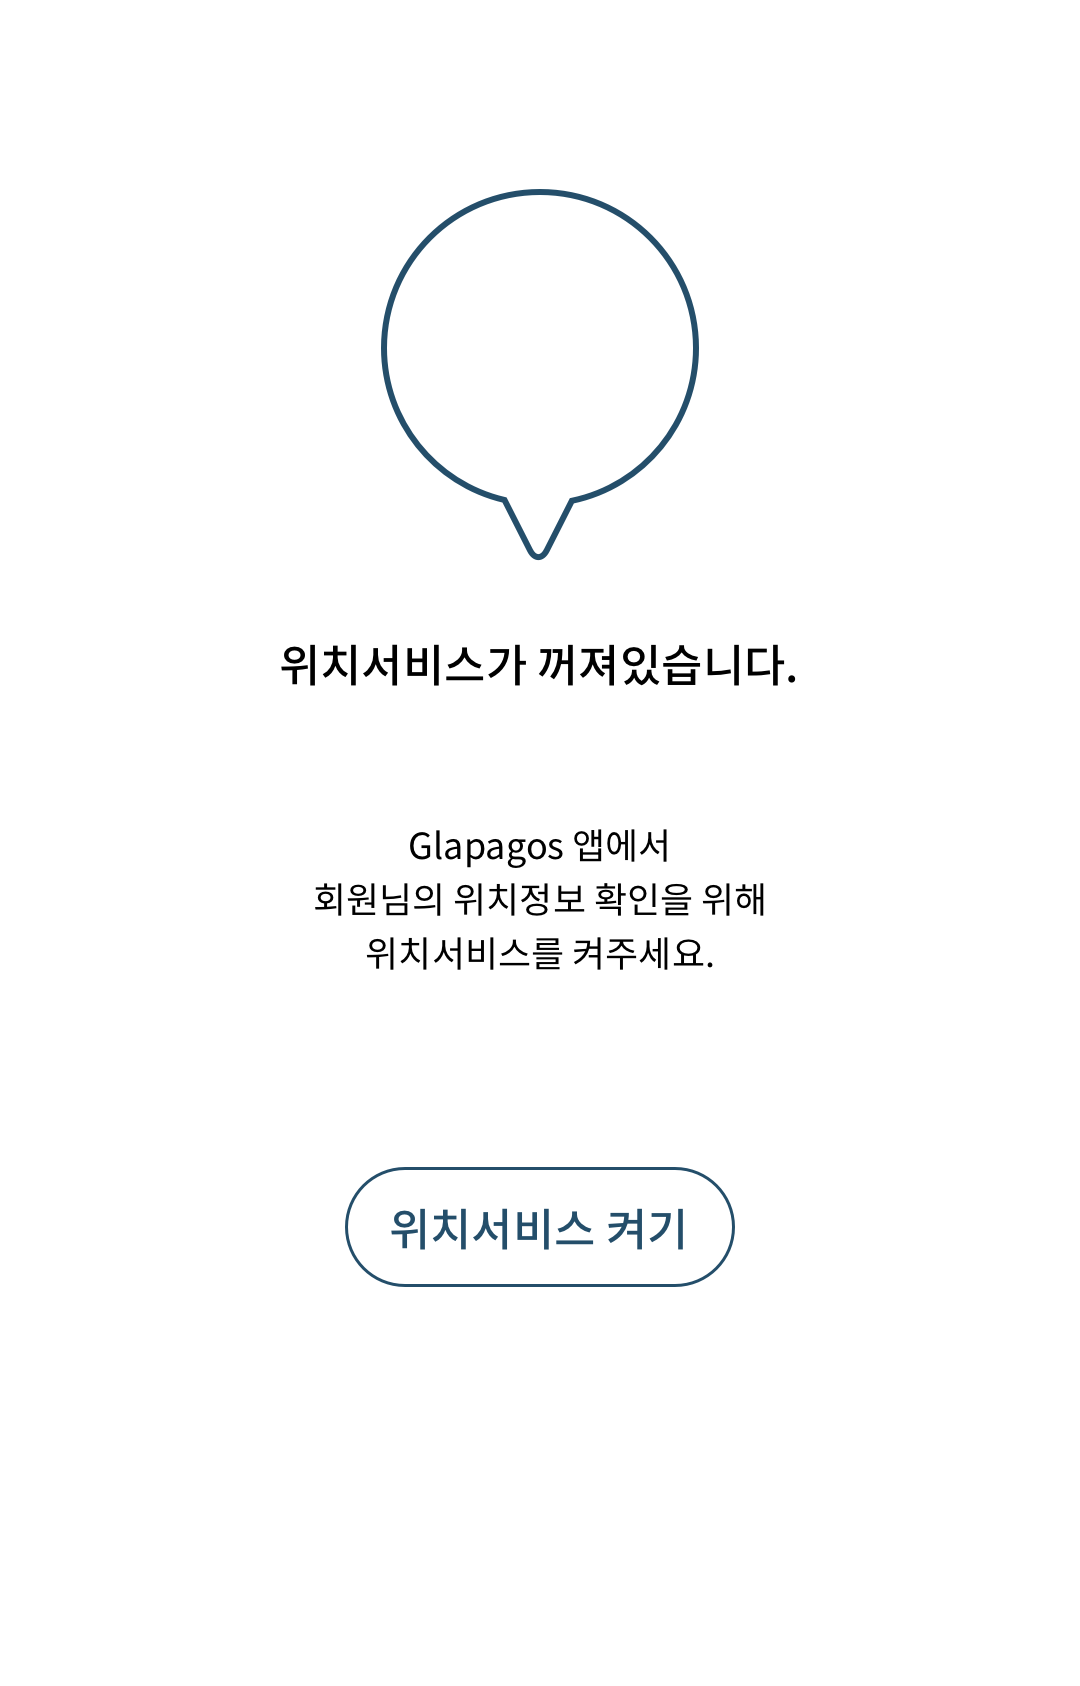 위치서비스가 꺼져있습니다.
Glapagos 앱에서
회원님의 위치정보 확인을 위해
위치서비스를 켜주세요.
위치서비스 켜기